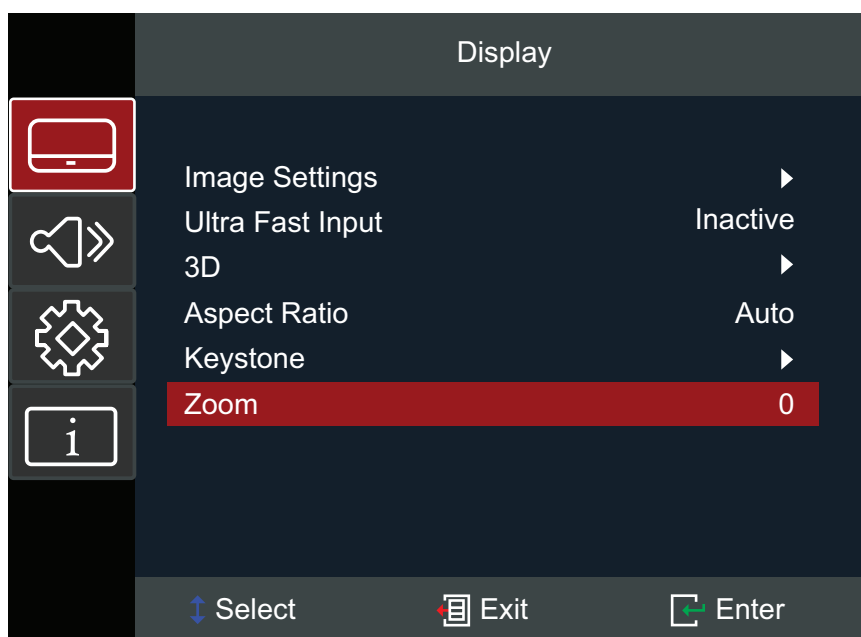 Display
Image Settings
Ultra Fast Input Inactive
3D
Aspect Ratio Auto
Keystone
Zoom 0
i
Select Exit Enter